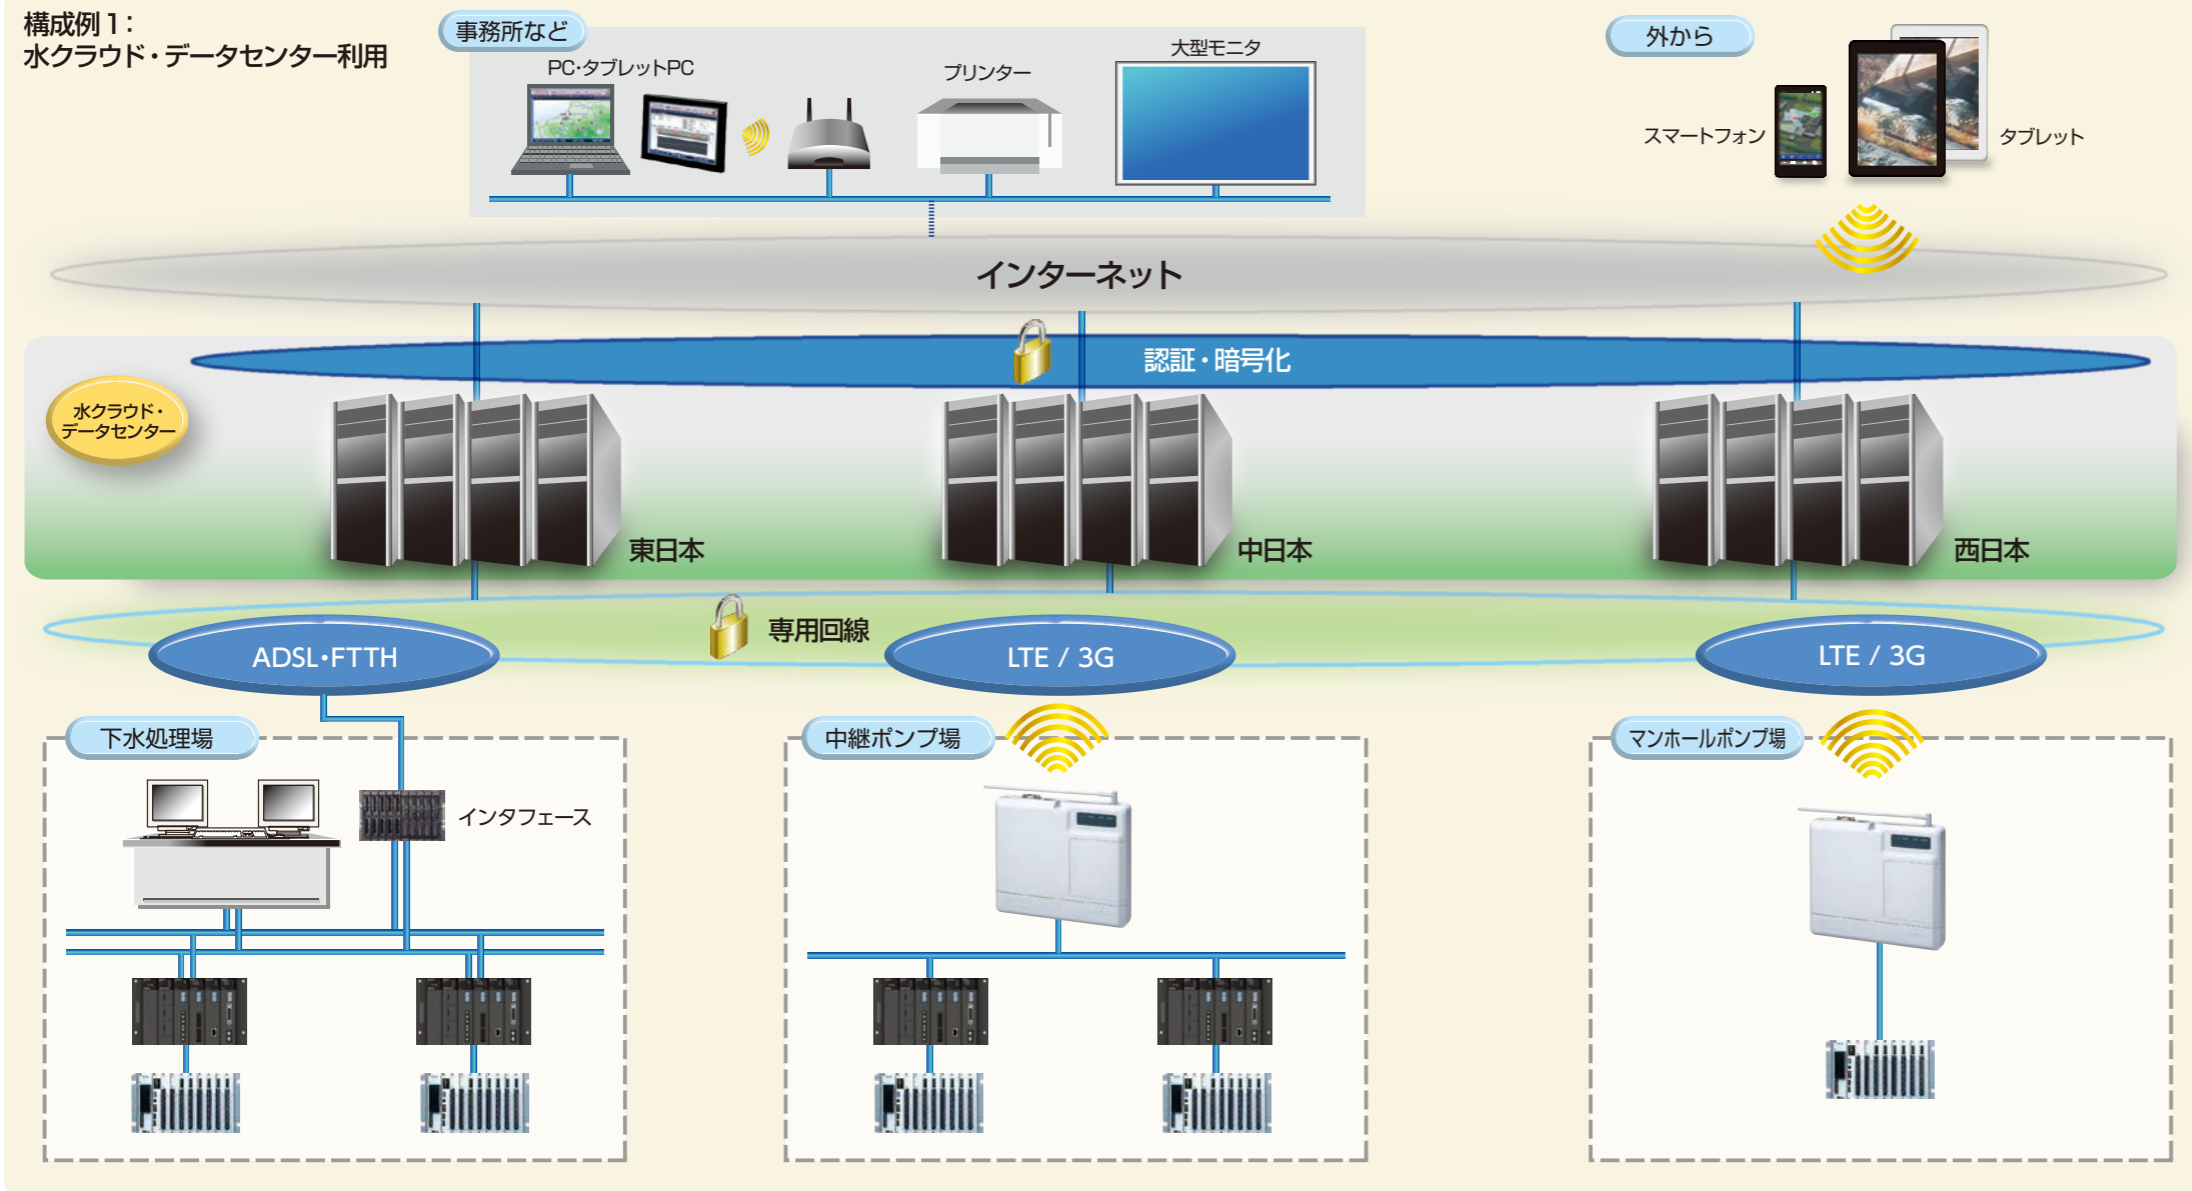 構成例1：
水クラウド・データセンター利用
事務所など
PC・タブレットPC
プリンター
大型モニタ
外から
スマートフォン
タブレット
インターネット
認証・暗号化
水クラウド・
データセンター
東日本
中日本
西日本
専用回線
ADSL・FTTH
LTE / 3G
LTE / 3G
下水処理場
インタフェース
中継ポンプ場
マンホールポンプ場